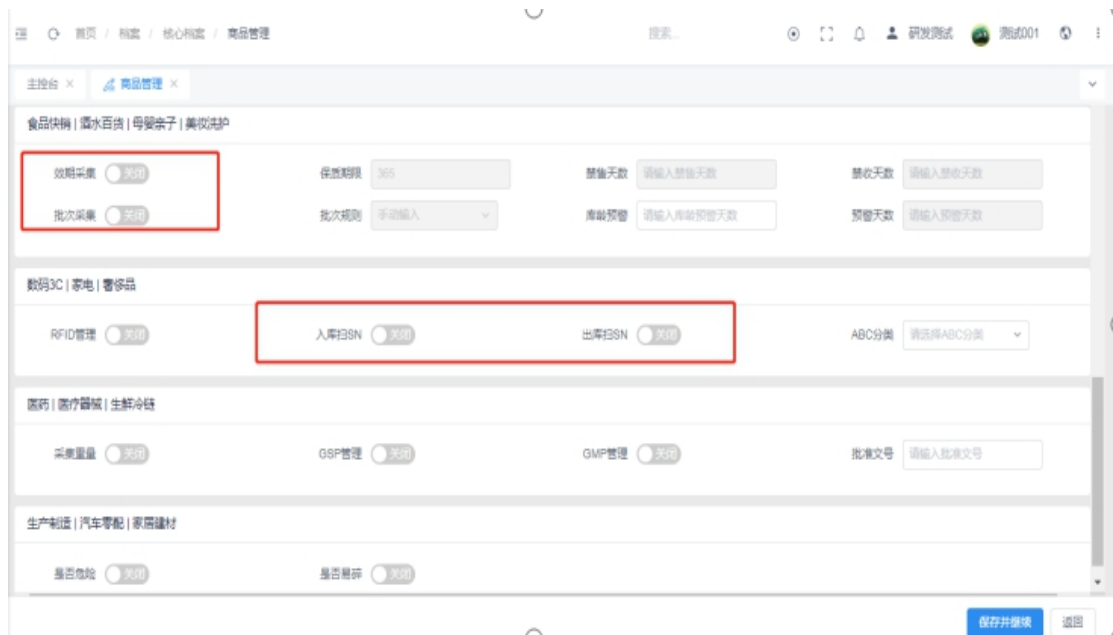 首页 / 档案 / 核心档案 / 商品管理 搜索... 研发测试 测试001
主控台 × 商品管理 ×
食品快销 | 酒水百货 | 母婴亲子 | 美妆洗护
效期采集 关闭 保质期限 365 禁售天数 请输入禁售天数 禁收天数 请输入禁收天数
批次采集 关闭 批次规则 手动输入 库龄预警 请输入库龄预警天数 预警天数 请输入预警天数
数码3C | 家电 | 奢侈品
RFID管理 关闭 入库扫SN 关闭 出库扫SN 关闭 ABC分类 请选择ABC分类
医药 | 医疗器械 | 生鲜冷链
采集重量 关闭 GSP管理 关闭 GMP管理 关闭 批准文号 请输入批准文号
生产制造 | 汽车零配 | 家居建材
是否危险 关闭 是否易碎 关闭
保存并继续 返回